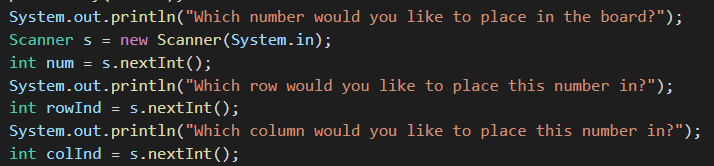 System.out.println("Which number would you like to place in the board?");
Scanner s = new Scanner(System.in);
int num = s.nextInt();
System.out.println("Which row would you like to place this number in?");
int rowInd = s.nextInt();
System.out.println("Which column would you like to place this number in?");
int colInd = s.nextInt();